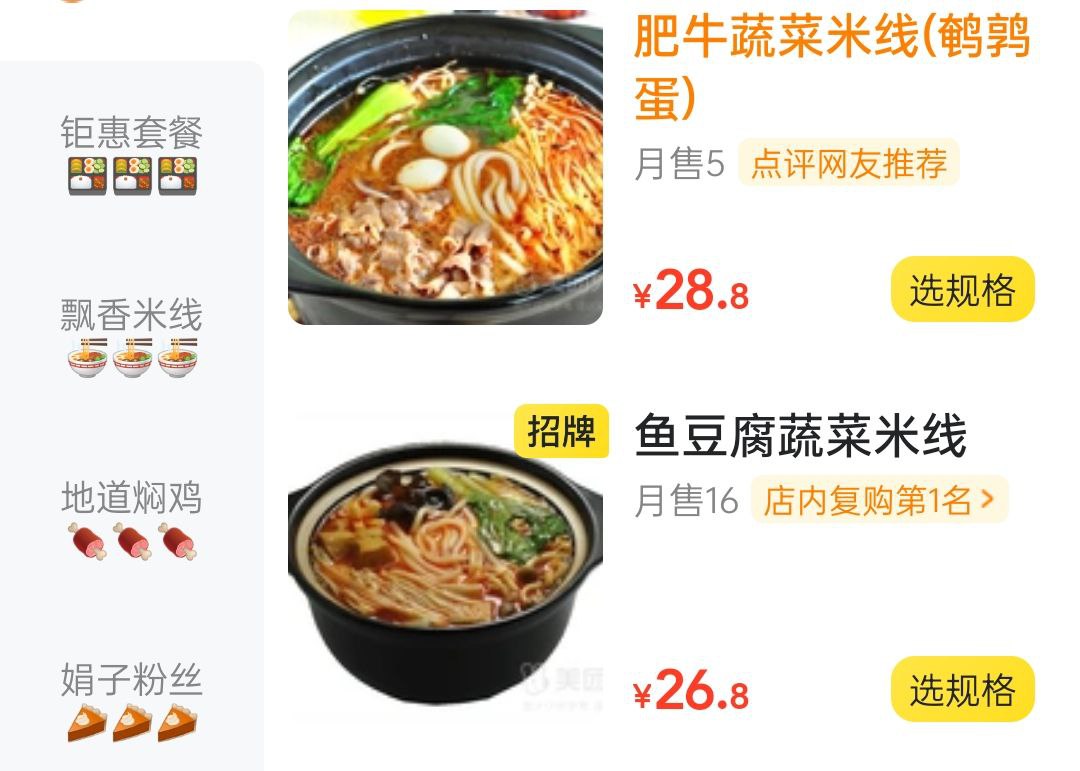 钜惠套餐
飘香米线
地道焖鸡
娟子粉丝
肥牛蔬菜米线(鹌鹑
蛋)
月售5 点评网友推荐
¥28.8
选规格
招牌
鱼豆腐蔬菜米线
月售16 店内复购第1名>
¥26.8
选规格